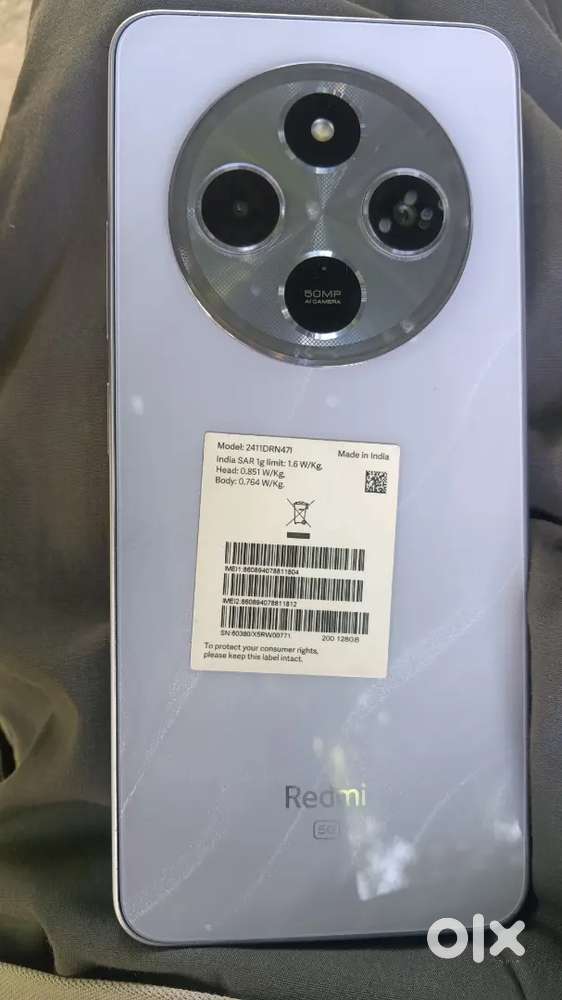 50MP
AI CAMERA
Model: 2411DRN47I
Made in India
India SAR 1g limit: 1.6 W/Kg,
Head: 0.851 W/Kg,
Body: 0.764 W/Kg.
IMEI1:860894078811804
IMEI2:860894078811812
SN:60380/X5RW00771
200 128GB
To protect your consumer rights,
please keep this label intact.
Redmi
5G
olx